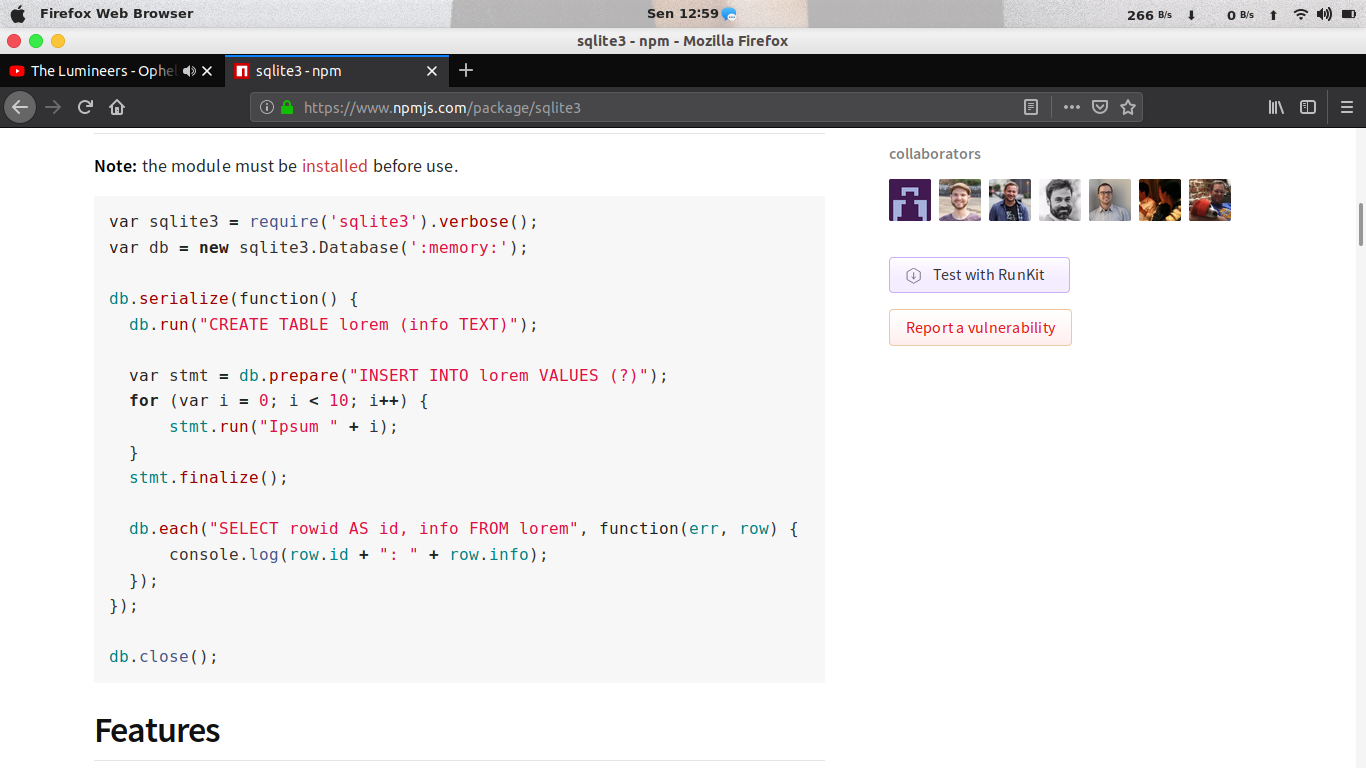 Firefox Web Browser
Sen 12:59
266 B/s 0 B/s
sqlite3 - npm - Mozilla Firefox
The Lumineers - Ophel
sqlite3 - npm
https://www.npmjs.com/package/sqlite3
Note: the module must be installed before use.
var sqlite3 = require('sqlite3').verbose();
var db = new sqlite3.Database(':memory:');
db.serialize(function() {
db.run("CREATE TABLE lorem (info TEXT)");
var stmt = db.prepare("INSERT INTO lorem VALUES (?)");
for (var i = 0; i < 10; i++) {
stmt.run("Ipsum " + i);
}
stmt.finalize();
db.each("SELECT rowid AS id, info FROM lorem", function(err, row) {
console.log(row.id + ": " + row.info);
});
});
db.close();
Features
collaborators
Test with RunKit
Report a vulnerability